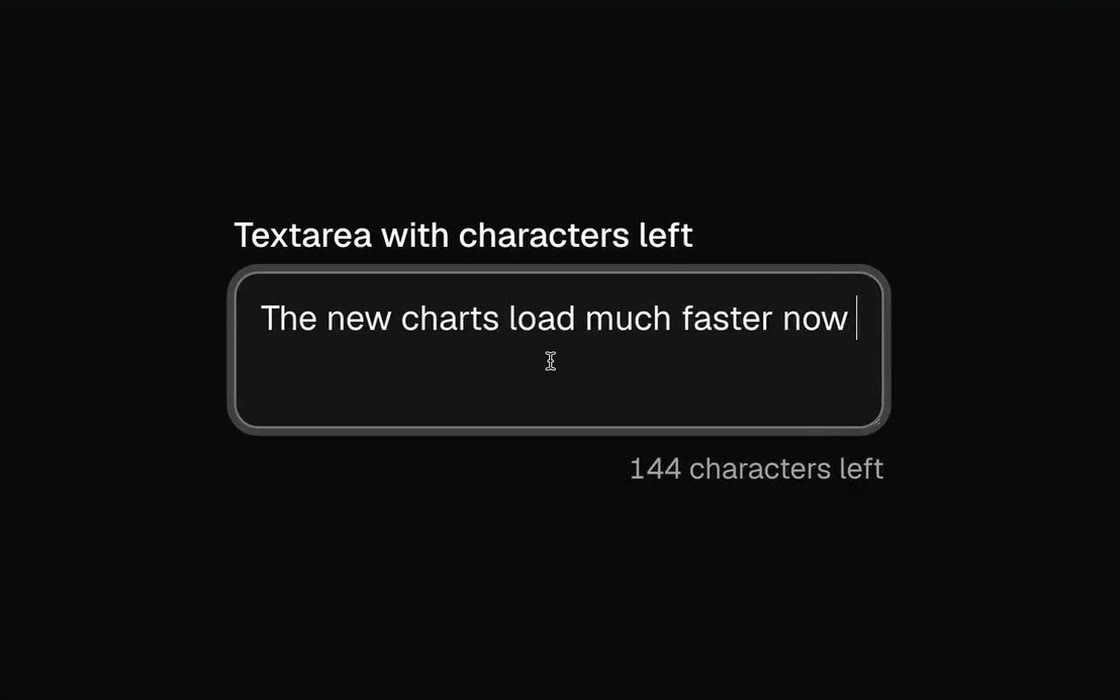 Textarea with characters left
The new charts load much faster now
144 characters left